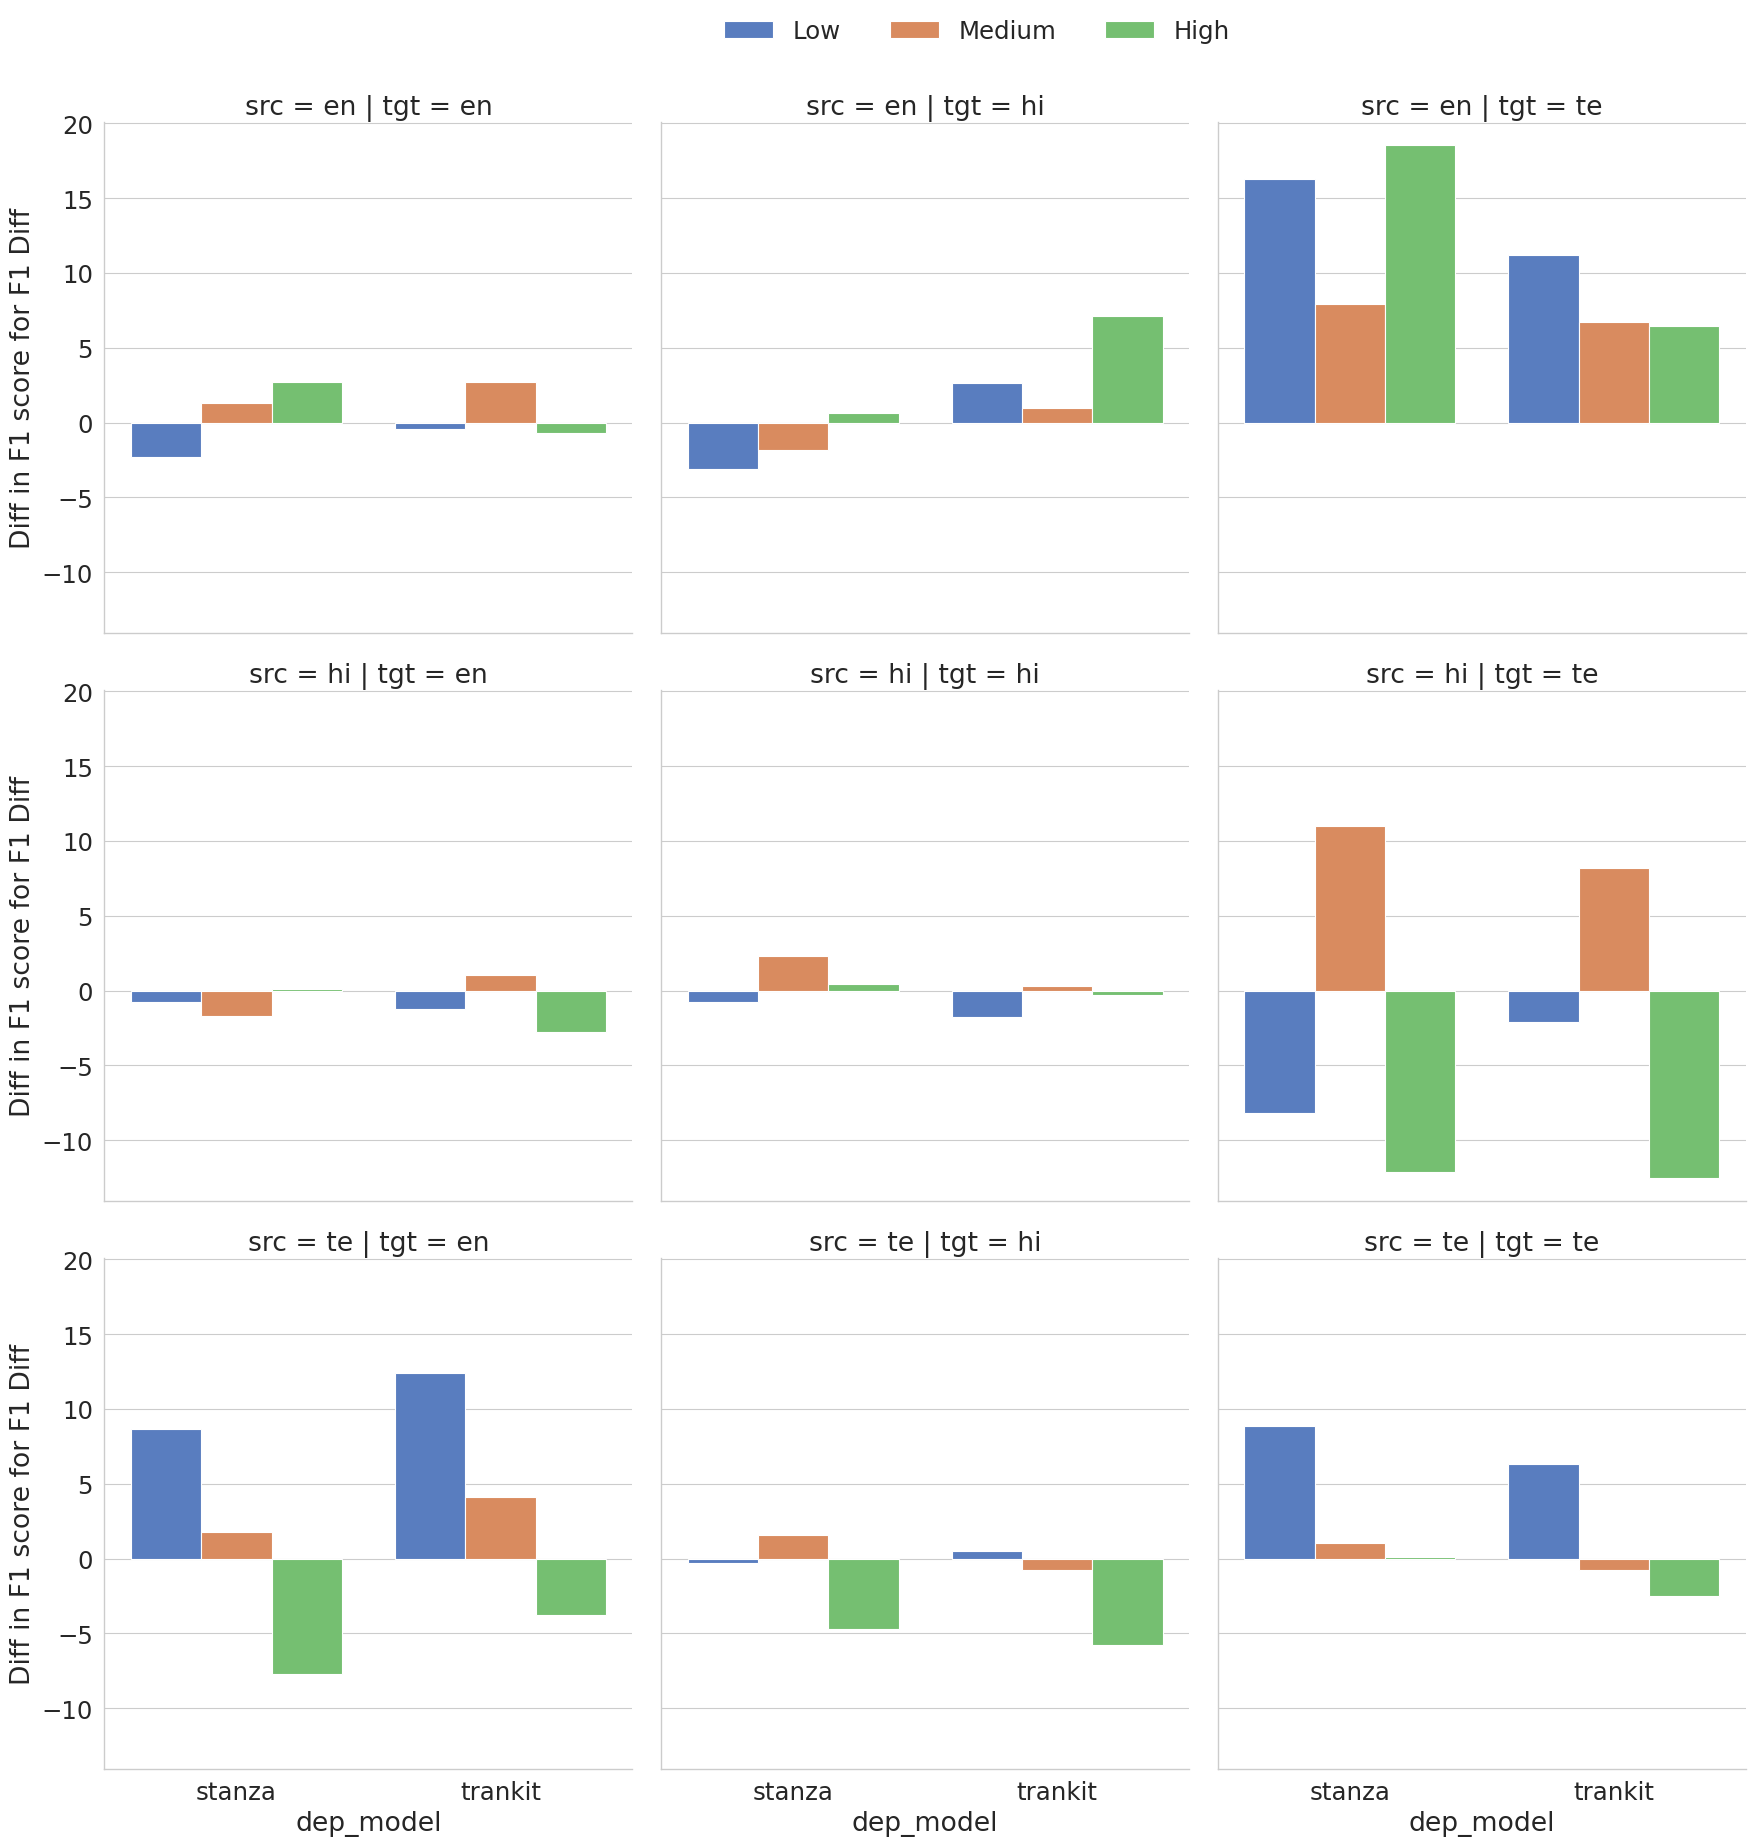 Low Medium High
src = en | tgt = en src = en | tgt = hi src = en | tgt = te
20
15
10
5
0
−5
−10
Diff in F1 score for F1 Diff
src = hi | tgt = en src = hi | tgt = hi src = hi | tgt = te
20
15
10
5
0
−5
−10
Diff in F1 score for F1 Diff
src = te | tgt = en src = te | tgt = hi src = te | tgt = te
20
15
10
5
0
−5
−10
Diff in F1 score for F1 Diff
stanza trankit stanza trankit stanza trankit
dep_model dep_model dep_model